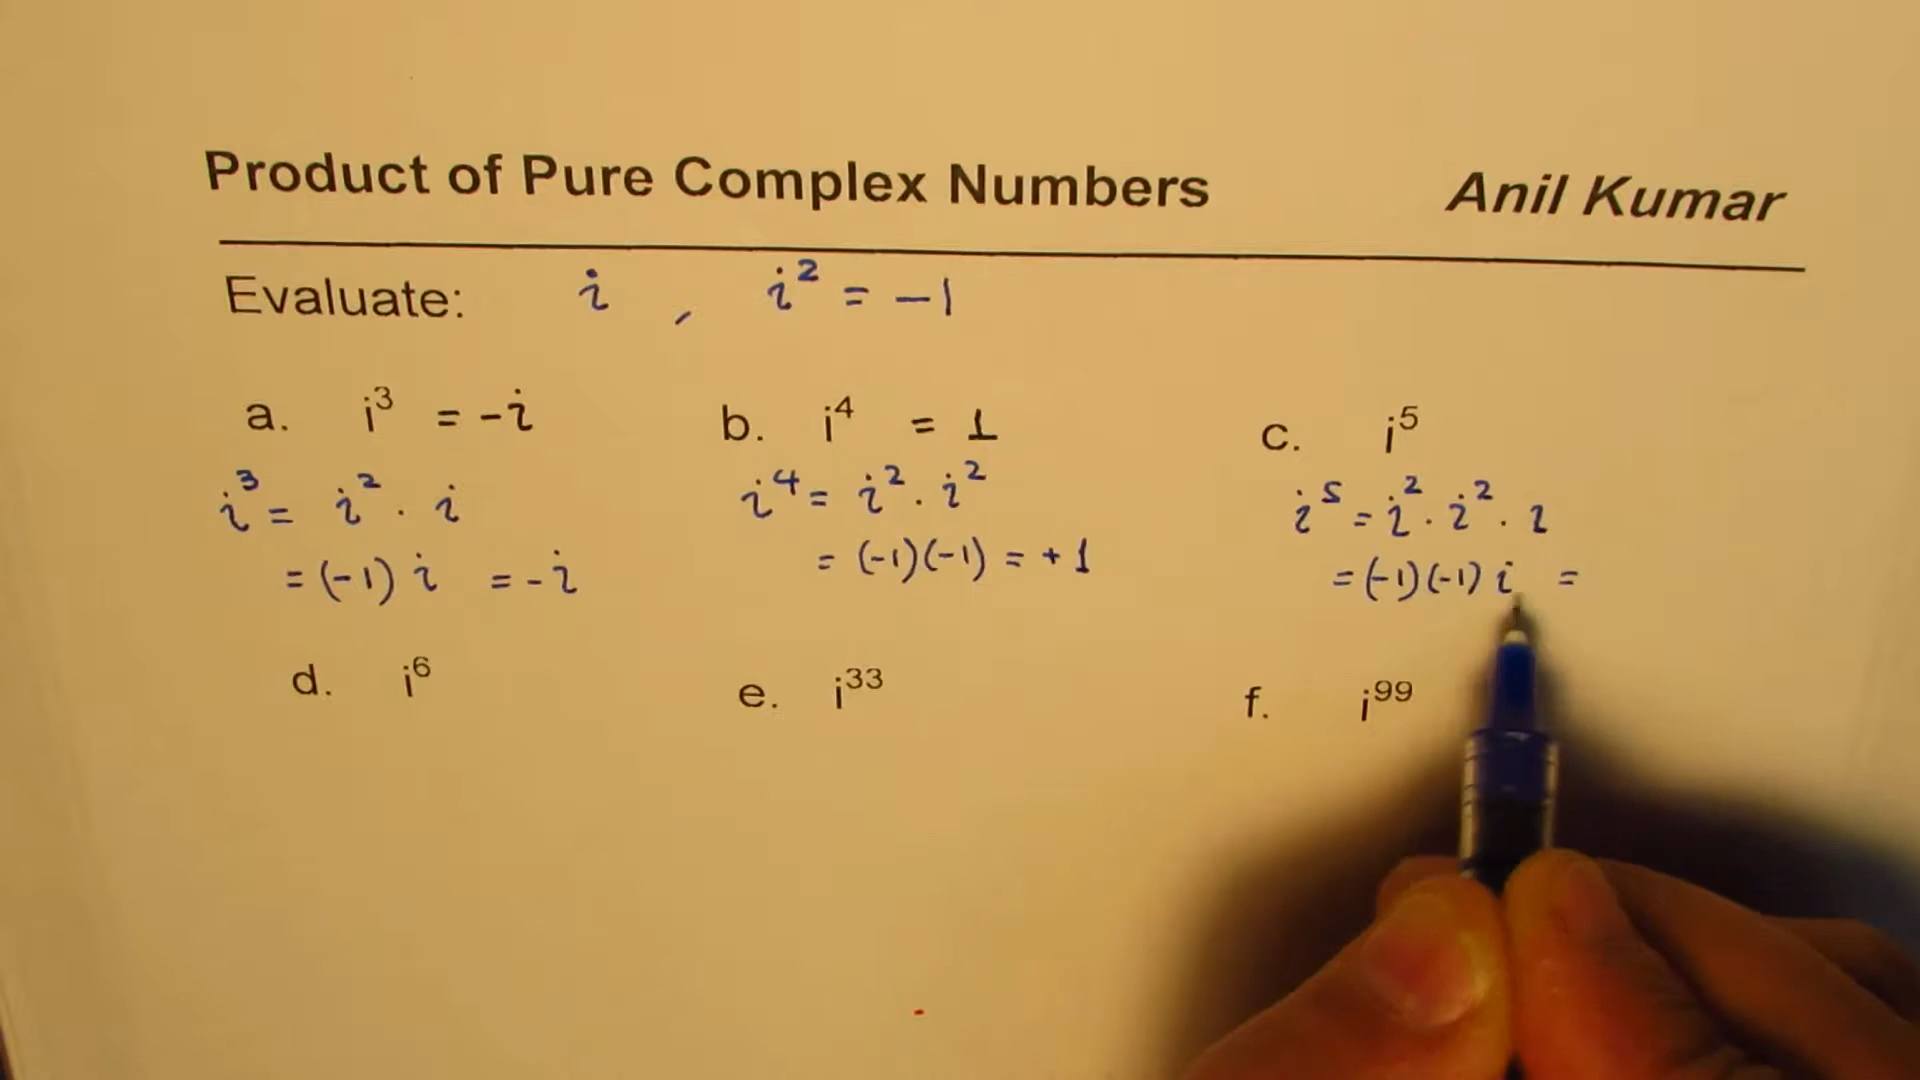 Product of Pure Complex Numbers Anil Kumar
Evaluate: i , i² = -1
a. i³ = -i b. i⁴ = 1 c. i⁵
i³ = i² · i i⁴ = i² · i² i⁵ = i² · i² · i
= (-1) i = -i = (-1)(-1) = +1 = (-1)(-1) i =
d. i⁶ e. i³³ f. i⁹⁹